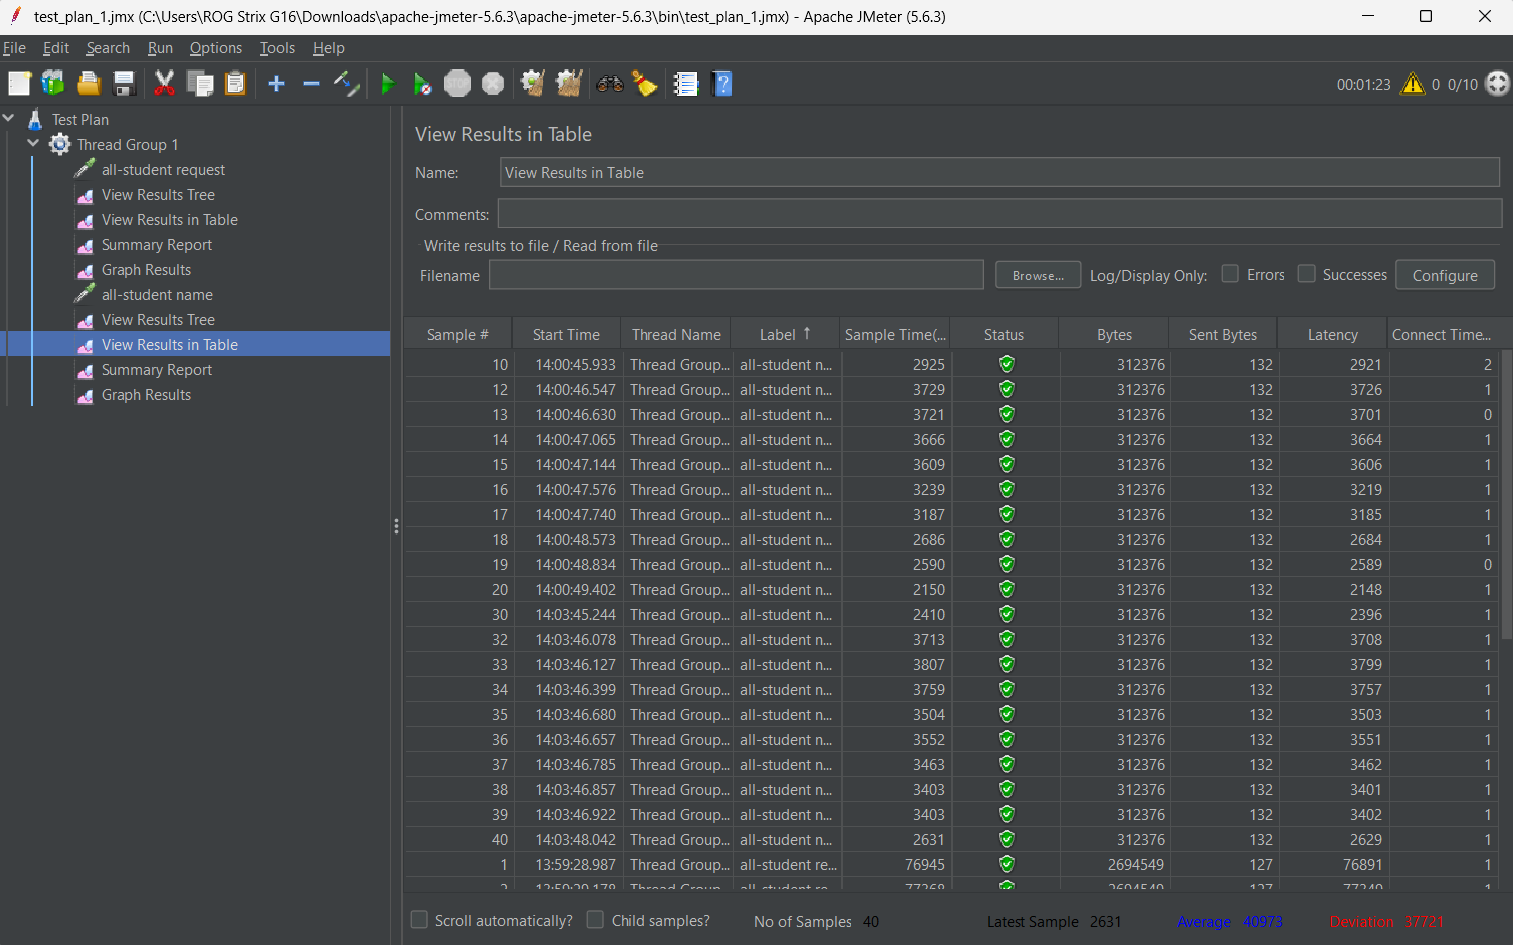 test_plan_1.jmx (C:\Users\ROG Strix G16\Downloads\apache-jmeter-5.6.3\apache-jmeter-5.6.3\bin\test_plan_1.jmx) - Apache JMeter (5.6.3)
File Edit Search Run Options Tools Help
STOP 00:01:23 0 0/10
Test Plan
Thread Group 1
all-student request
View Results Tree
View Results in Table
Summary Report
Graph Results
all-student name
View Results Tree
View Results in Table
Summary Report
Graph Results
View Results in Table
Name: View Results in Table
Comments:
Write results to file / Read from file
Filename Browse... Log/Display Only: Errors Successes Configure
Sample # Start Time Thread Name Label ↑ Sample Time(... Status Bytes Sent Bytes Latency Connect Time...
10 14:00:45.933 Thread Group... all-student n... 2925 312376 132 2921 2
12 14:00:46.547 Thread Group... all-student n... 3729 312376 132 3726 1
13 14:00:46.630 Thread Group... all-student n... 3721 312376 132 3701 0
14 14:00:47.065 Thread Group... all-student n... 3666 312376 132 3664 1
15 14:00:47.144 Thread Group... all-student n... 3609 312376 132 3606 1
16 14:00:47.576 Thread Group... all-student n... 3239 312376 132 3219 1
17 14:00:47.740 Thread Group... all-student n... 3187 312376 132 3185 1
18 14:00:48.573 Thread Group... all-student n... 2686 312376 132 2684 1
19 14:00:48.834 Thread Group... all-student n... 2590 312376 132 2589 0
20 14:00:49.402 Thread Group... all-student n... 2150 312376 132 2148 1
30 14:03:45.244 Thread Group... all-student n... 2410 312376 132 2396 1
32 14:03:46.078 Thread Group... all-student n... 3713 312376 132 3708 1
33 14:03:46.127 Thread Group... all-student n... 3807 312376 132 3799 1
34 14:03:46.399 Thread Group... all-student n... 3759 312376 132 3757 1
35 14:03:46.680 Thread Group... all-student n... 3504 312376 132 3503 1
36 14:03:46.657 Thread Group... all-student n... 3552 312376 132 3551 1
37 14:03:46.785 Thread Group... all-student n... 3463 312376 132 3462 1
38 14:03:46.857 Thread Group... all-student n... 3403 312376 132 3401 1
39 14:03:46.922 Thread Group... all-student n... 3403 312376 132 3402 1
40 14:03:48.042 Thread Group... all-student n... 2631 312376 132 2629 1
1 13:59:28.987 Thread Group... all-student re... 76945 2694549 127 76891 1
Scroll automatically? Child samples? No of Samples 40 Latest Sample 2631 Average 40973 Deviation 37721